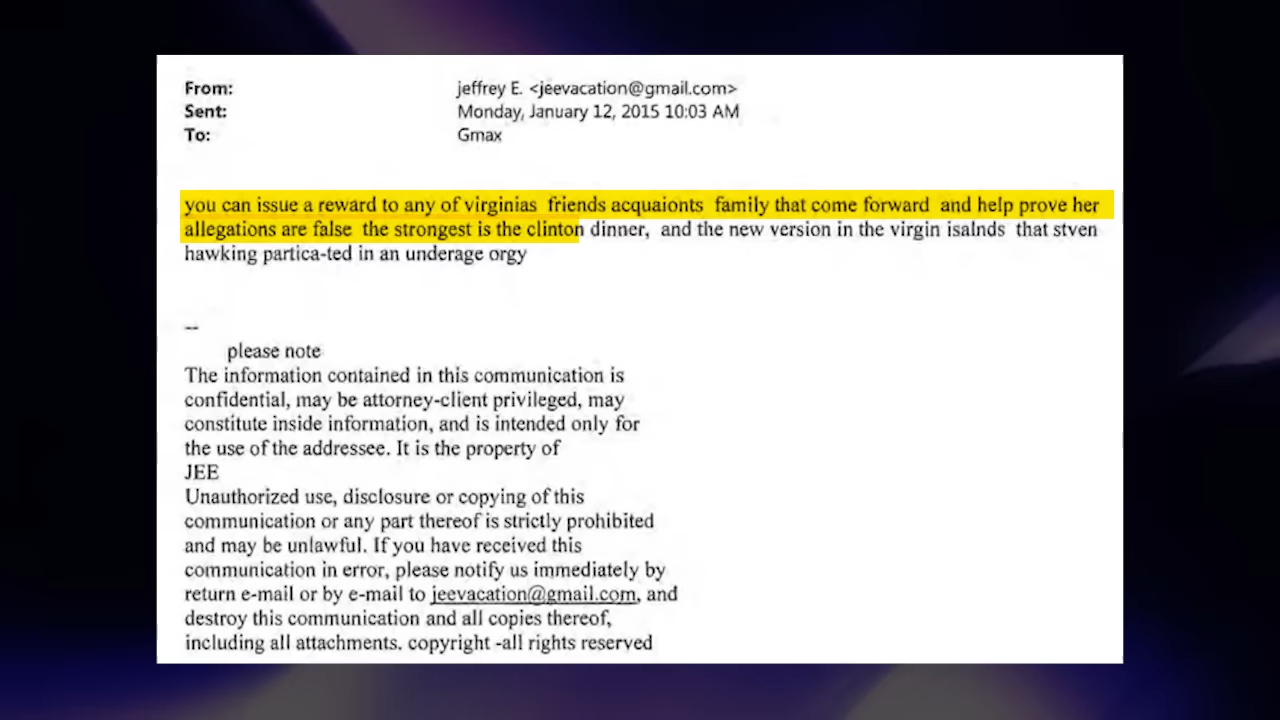 From: jeffrey E. <jeevacation@gmail.com>
Sent: Monday, January 12, 2015 10:03 AM
To: Gmax
you can issue a reward to any of virginias friends acquaionts family that come forward and help prove her
allegations are false the strongest is the clinton dinner, and the new version in the virgin isalnds that stven
hawking partica-ted in an underage orgy
--
please note
The information contained in this communication is
confidential, may be attorney-client privileged, may
constitute inside information, and is intended only for
the use of the addressee. It is the property of
JEE
Unauthorized use, disclosure or copying of this
communication or any part thereof is strictly prohibited
and may be unlawful. If you have received this
communication in error, please notify us immediately by
return e-mail or by e-mail to jeevacation@gmail.com, and
destroy this communication and all copies thereof,
including all attachments. copyright -all rights reserved